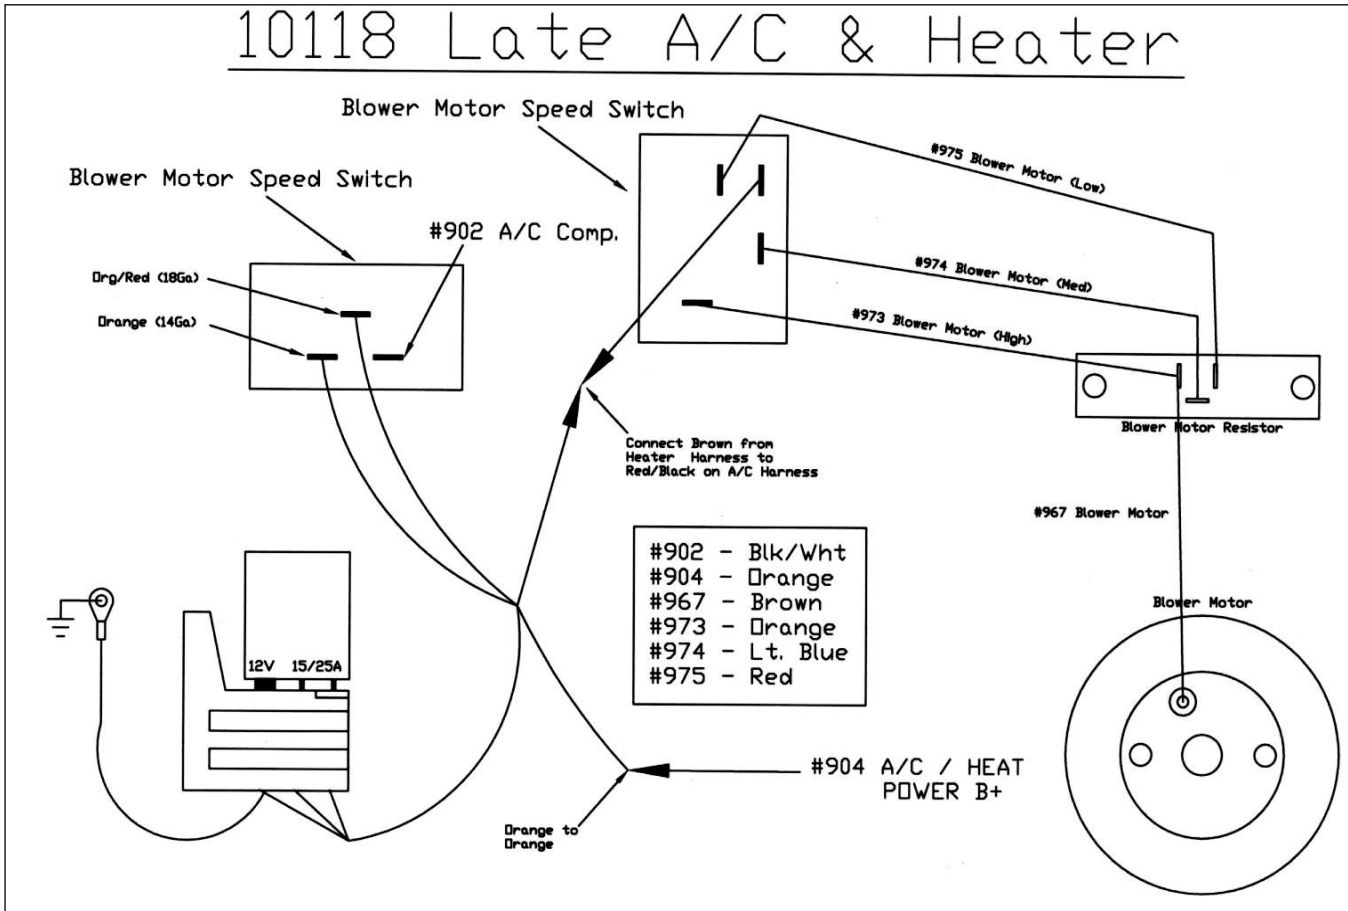 10118 Late A/C & Heater
Blower Motor Speed Switch
Blower Motor Speed Switch
#902 A/C Comp.
Org/Red (18Ga)
Orange (14Ga)
#975 Blower Motor (Low)
#974 Blower Motor (Med)
#973 Blower Motor (High)
Blower Motor Resistor
Connect Brown from
Heater Harness to
Red/Black on A/C Harness
#967 Blower Motor
#902 - Blk/Wht
#904 - Orange
#967 - Brown
#973 - Orange
#974 - Lt. Blue
#975 - Red
Blower Motor
12V 15/25A
#904 A/C / HEAT
POWER B+
Orange to
Orange